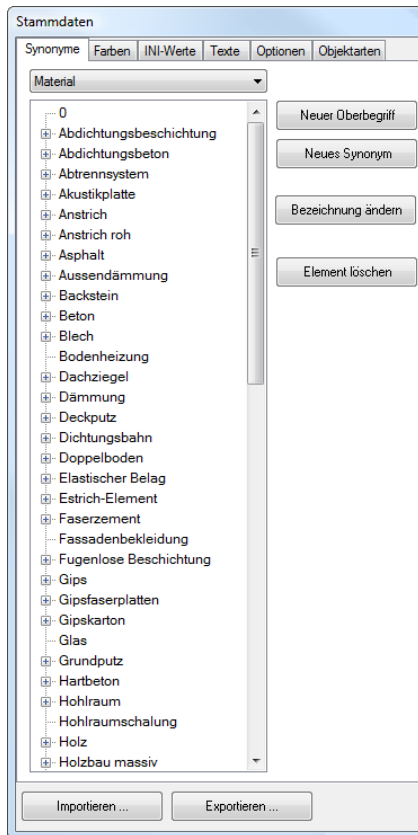 Stammdaten
Synonyme Farben INI-Werte Texte Optionen Objektarten
Material
0
Abdichtungsbeschichtung
Abdichtungsbeton
Abtrennsystem
Akustikplatte
Anstrich
Anstrich roh
Asphalt
Aussendämmung
Backstein
Beton
Blech
Bodenheizung
Dachziegel
Dämmung
Deckputz
Dichtungsbahn
Doppelboden
Elastischer Belag
Estrich-Element
Faserzement
Fassadenbekleidung
Fugenlose Beschichtung
Gips
Gipsfaserplatten
Gipskarton
Glas
Grundputz
Hartbeton
Hohlraum
Hohlraumschalung
Holz
Holzbau massiv
Neuer Oberbegriff
Neues Synonym
Bezeichnung ändern
Element löschen
Importieren ... Exportieren ...